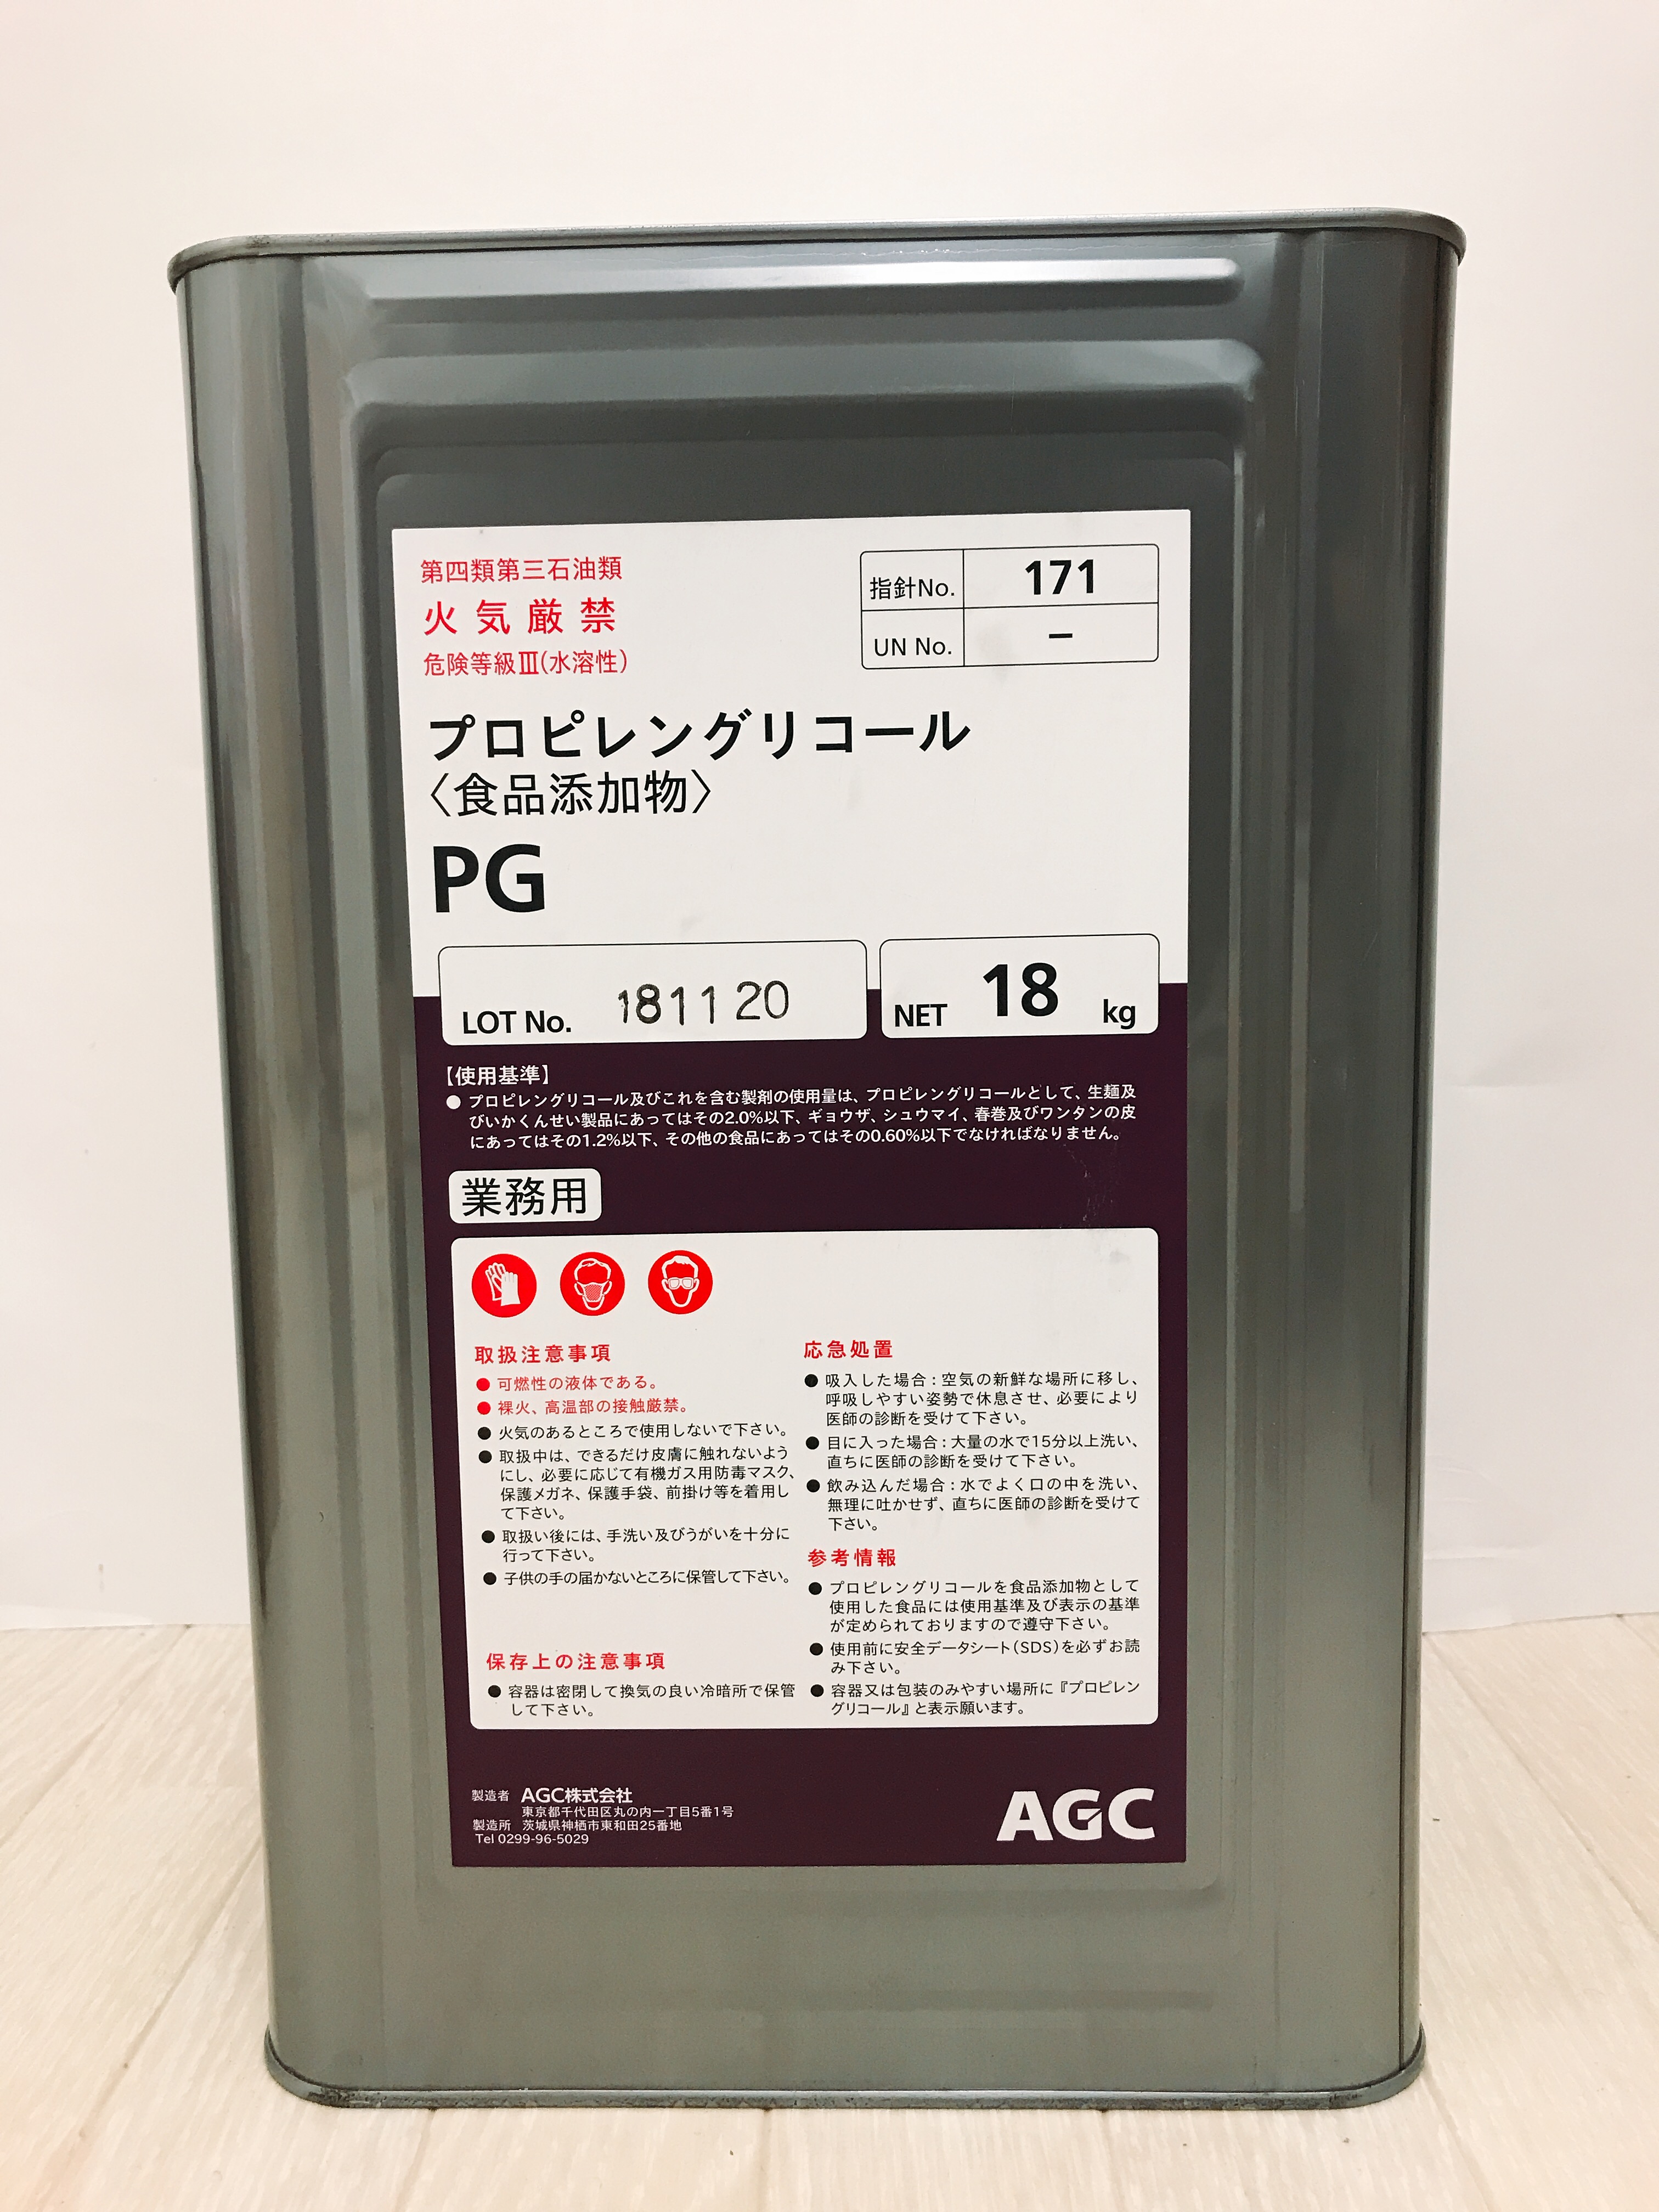 第四類第三石油類
火気厳禁
危険等級Ⅲ(水溶性)
指針No. 171
UN No. －
プロピレングリコール
〈食品添加物〉
PG
LOT No. 181120
NET 18 kg
【使用基準】
● プロピレングリコール及びこれを含む製剤の使用量は、プロピレングリコールとして、生麺及
びいかくんせい製品にあってはその2.0%以下、ギョウザ、シュウマイ、春巻及びワンタンの皮
にあってはその1.2%以下、その他の食品にあってはその0.60%以下でなければなりません。
業務用
取扱注意事項
● 可燃性の液体である。
● 裸火、高温部の接触厳禁。
● 火気のあるところで使用しないで下さい。
● 取扱中は、できるだけ皮膚に触れないよう
にし、必要に応じて有機ガス用防毒マスク、
保護メガネ、保護手袋、前掛け等を着用し
て下さい。
● 取扱い後には、手洗い及びうがいを十分に
行って下さい。
● 子供の手の届かないところに保管して下さい。
保存上の注意事項
● 容器は密閉して換気の良い冷暗所で保管
して下さい。
応急処置
● 吸入した場合：空気の新鮮な場所に移し、
呼吸しやすい姿勢で休息させ、必要により
医師の診断を受けて下さい。
● 目に入った場合：大量の水で15分以上洗い、
直ちに医師の診断を受けて下さい。
● 飲み込んだ場合：水でよく口の中を洗い、
無理に吐かせず、直ちに医師の診断を受けて
下さい。
参考情報
● プロピレングリコールを食品添加物として
使用した食品には使用基準及び表示の基準
が定められておりますので遵守下さい。
● 使用前に安全データシート(SDS)を必ずお読
み下さい。
● 容器又は包装のみやすい場所に『プロピレン
グリコール』と表示願います。
製造者 AGC株式会社
東京都千代田区丸の内一丁目5番1号
製造所 茨城県神栖市東和田25番地
Tel 0299-96-5029
AGC